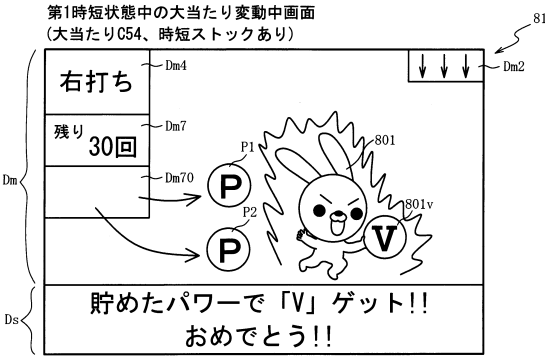 第1時短状態中の大当たり変動中画面
(大当たりC54、時短ストックあり)
81
右打ち
Dm4
Dm2
残り
30回
Dm7
Dm70
Dm
P1
P
P2
P
801
801v
V
Ds
貯めたパワーで「V」ゲット!!
おめでとう!!